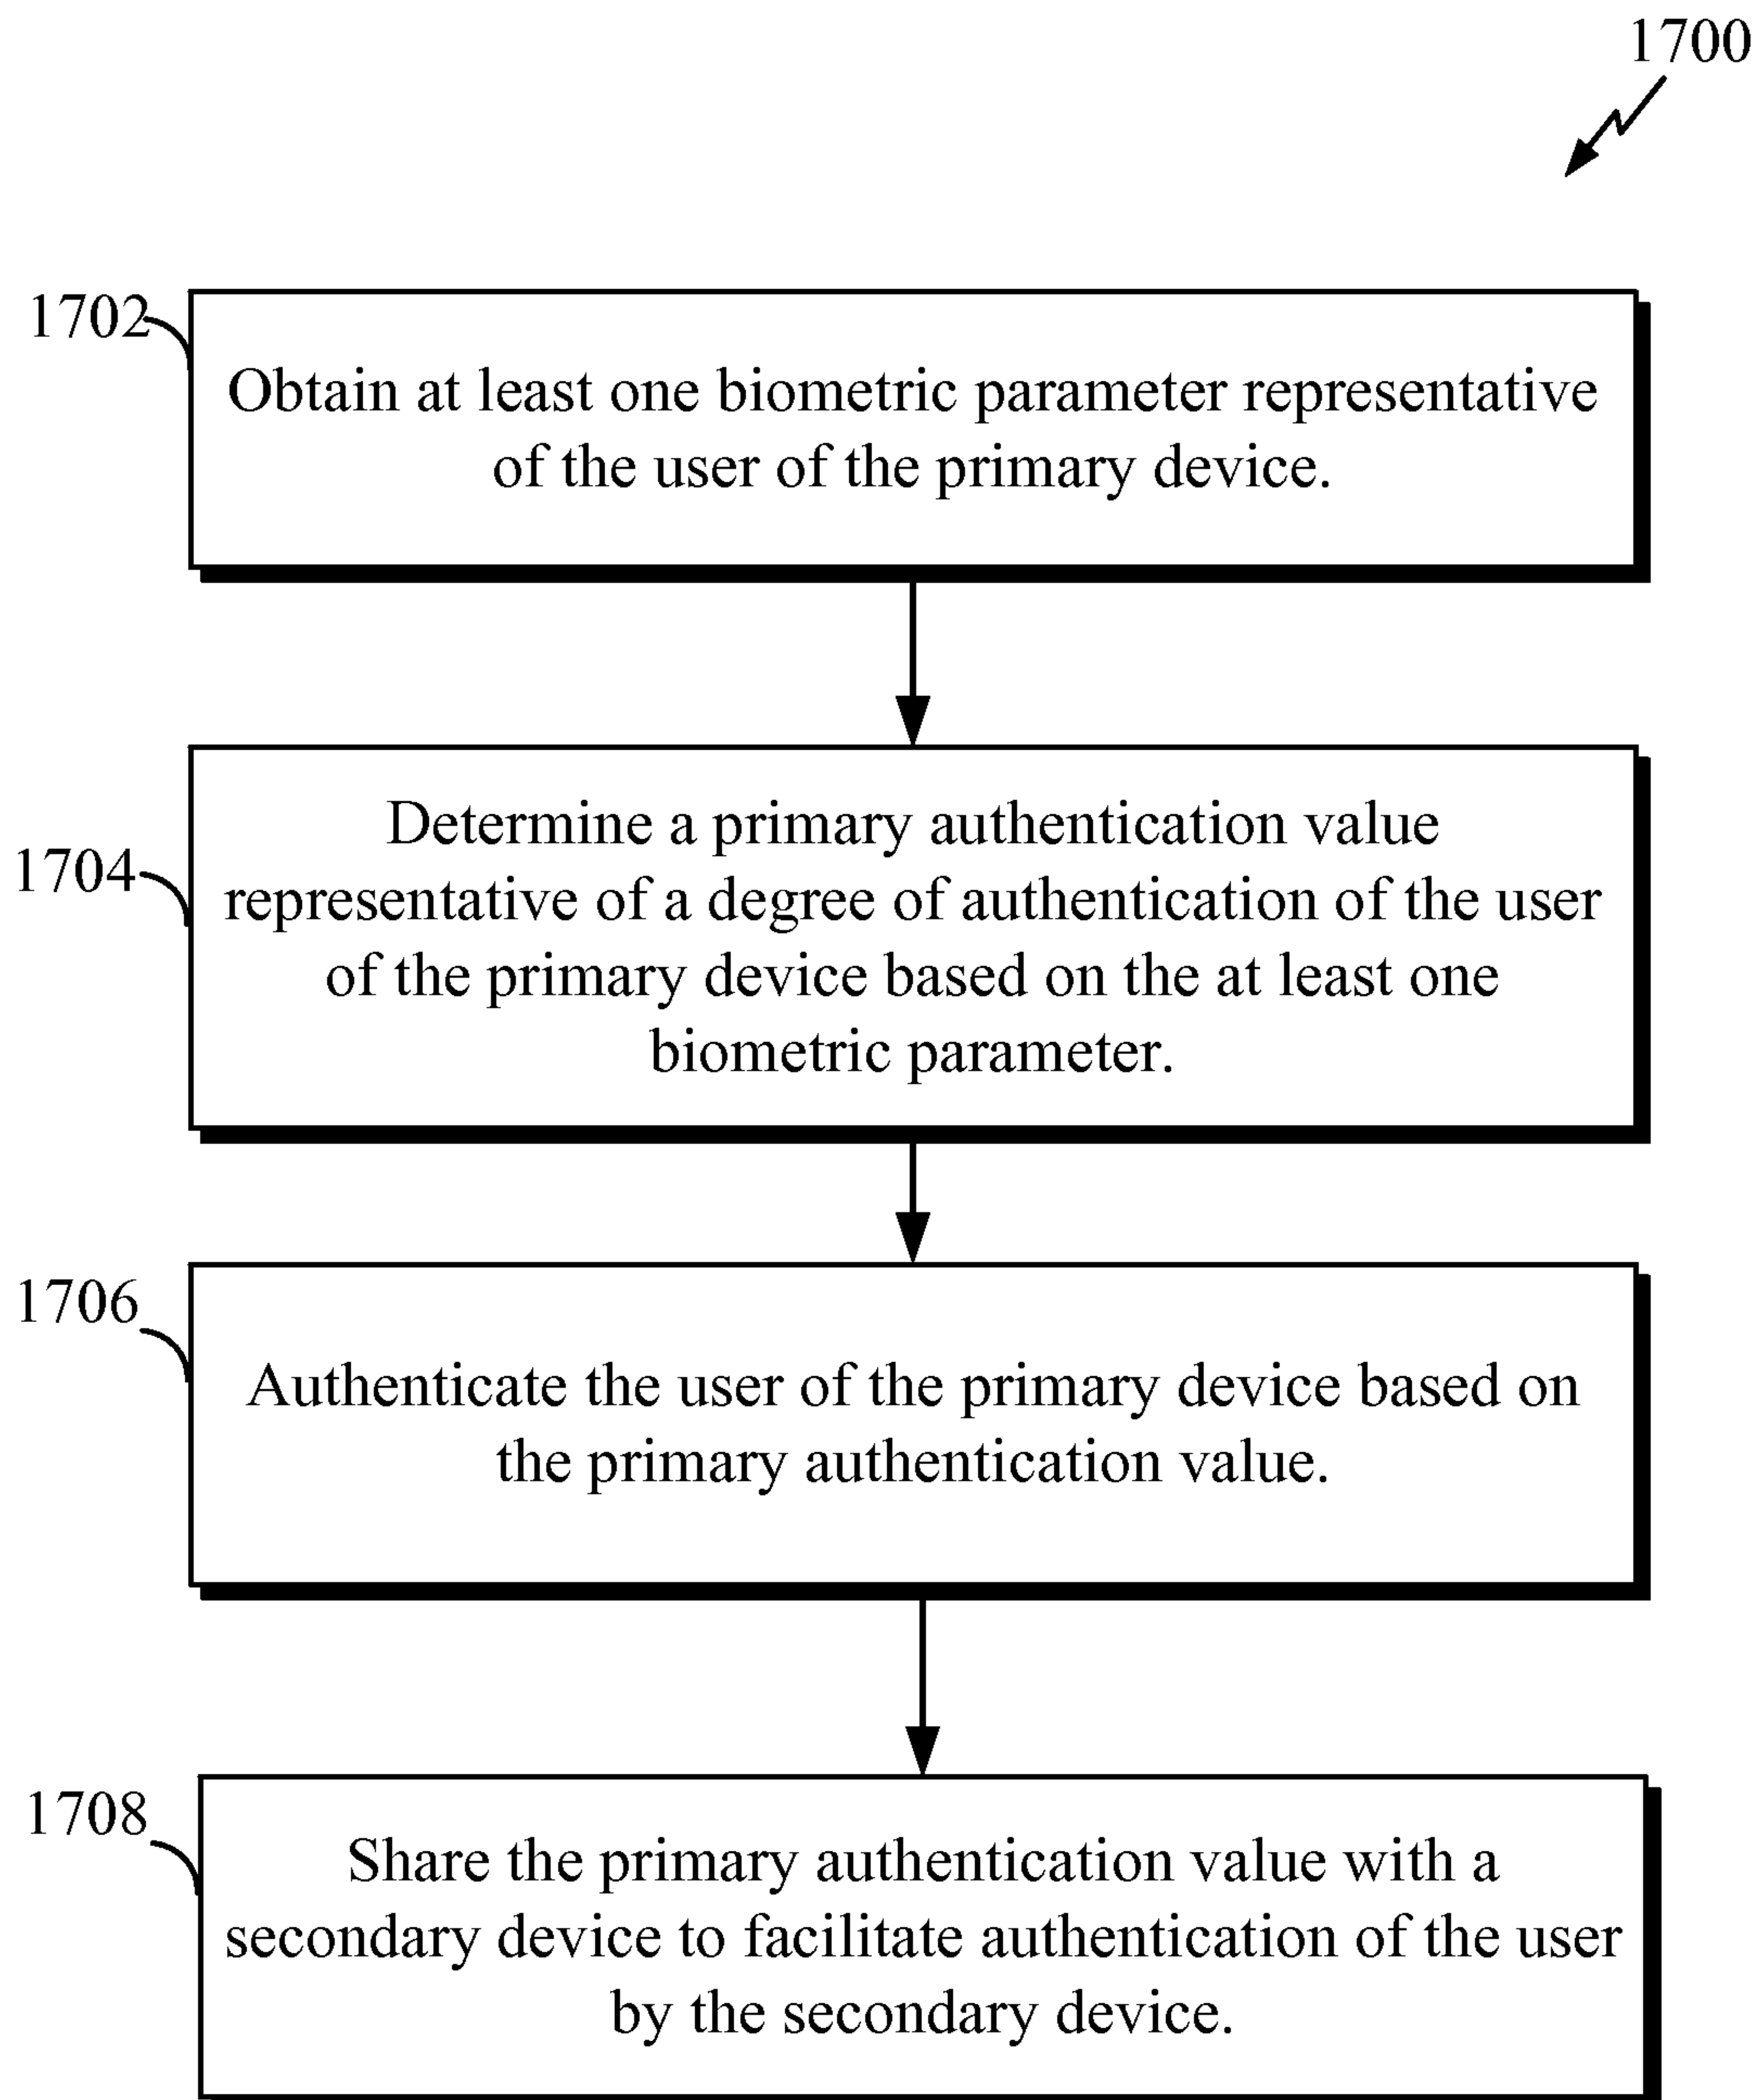 1700
1702
Obtain at least one biometric parameter representative
of the user of the primary device.
1704
Determine a primary authentication value
representative of a degree of authentication of the user
of the primary device based on the at least one
biometric parameter.
1706
Authenticate the user of the primary device based on
the primary authentication value.
1708
Share the primary authentication value with a
secondary device to facilitate authentication of the user
by the secondary device.